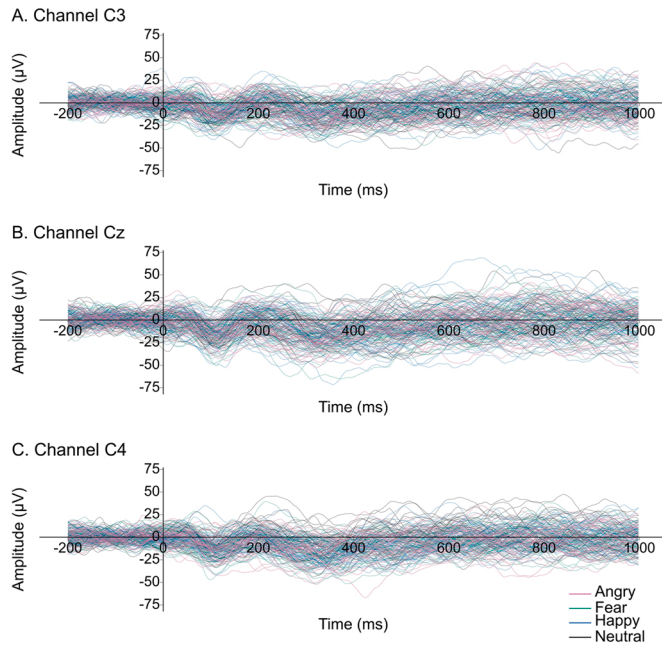 A. Channel C3
75
50
25
0
-25
-50
-75
-200 0 200 400 600 800 1000
Amplitude (µV)
Time (ms)
B. Channel Cz
75
50
25
0
-25
-50
-75
-200 0 200 400 600 800 1000
Amplitude (µV)
Time (ms)
C. Channel C4
75
50
25
0
-25
-50
-75
-200 0 200 400 600 800 1000
Amplitude (µV)
Time (ms)
Angry
Fear
Happy
Neutral